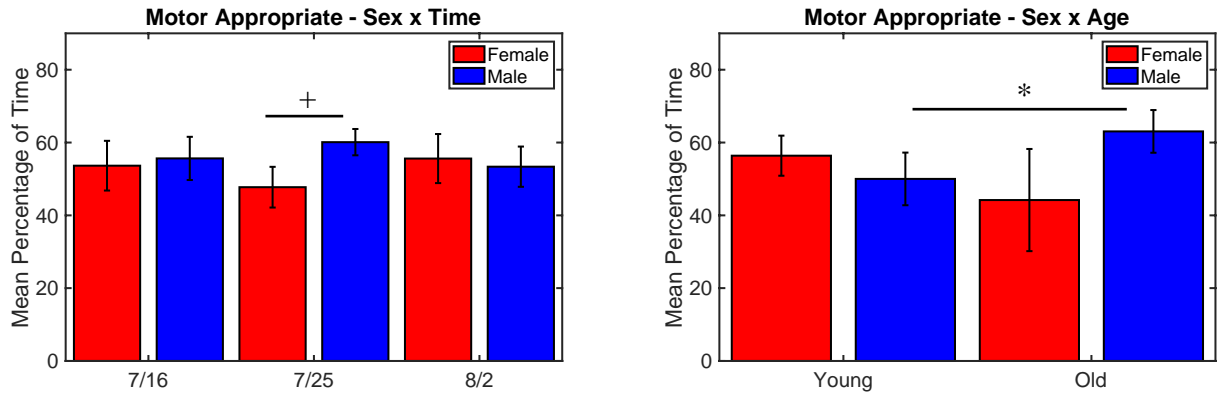 Motor Appropriate - Sex x Time
Mean Percentage of Time
80
60
40
20
0
Female
Male
+
7/16
7/25
8/2
Motor Appropriate - Sex x Age
Mean Percentage of Time
80
60
40
20
0
Female
Male
*
Young
Old